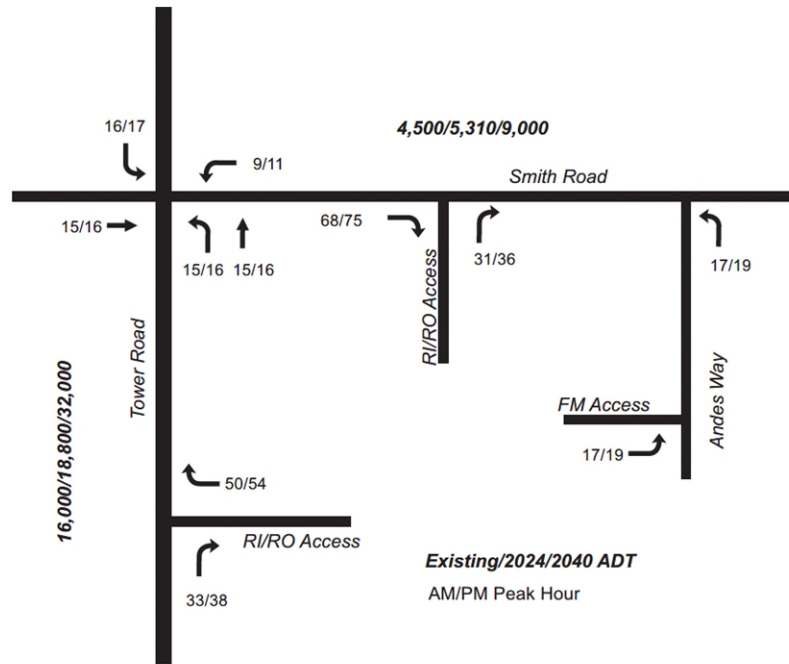 16/17
4,500/5,310/9,000
9/11
Smith Road
15/16
68/75
15/16 15/16
31/36
17/19
RI/RO Access
Tower Road
Andes Way
16,000/18,800/32,000
FM Access
17/19
50/54
RI/RO Access
Existing/2024/2040 ADT
33/38
AM/PM Peak Hour